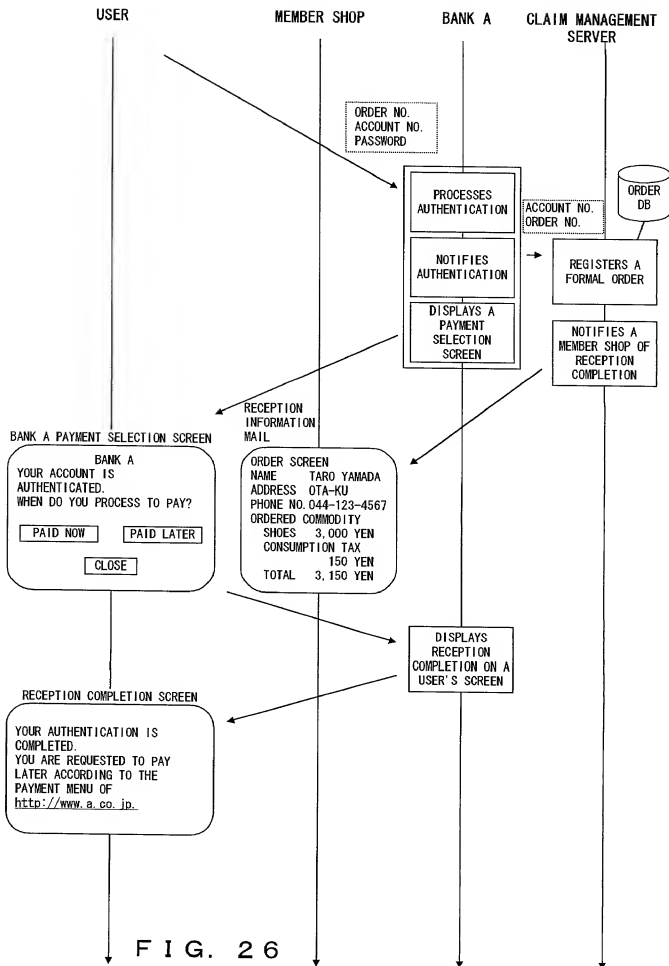 USER
MEMBER SHOP
BANK A
CLAIM MANAGEMENT
SERVER
ORDER NO.
ACCOUNT NO.
PASSWORD
PROCESSES
AUTHENTICATION
ACCOUNT NO.
ORDER NO.
ORDER
DB
NOTIFIES
AUTHENTICATION
REGISTERS A
FORMAL ORDER
DISPLAYS A
PAYMENT
SELECTION
SCREEN
NOTIFIES A
MEMBER SHOP OF
RECEPTION
COMPLETION
RECEPTION
INFORMATION
MAIL
BANK A PAYMENT SELECTION SCREEN
BANK A
YOUR ACCOUNT IS
AUTHENTICATED.
WHEN DO YOU PROCESS TO PAY?
PAID NOW
PAID LATER
CLOSE
ORDER SCREEN
NAME TARO YAMADA
ADDRESS OTA-KU
PHONE NO. 044-123-4567
ORDERED COMMODITY
SHOES 3,000 YEN
CONSUMPTION TAX
150 YEN
TOTAL 3,150 YEN
DISPLAYS
RECEPTION
COMPLETION ON A
USER'S SCREEN
RECEPTION COMPLETION SCREEN
YOUR AUTHENTICATION IS
COMPLETED.
YOU ARE REQUESTED TO PAY
LATER ACCORDING TO THE
PAYMENT MENU OF
http://www.a.co.jp.
FIG. 26